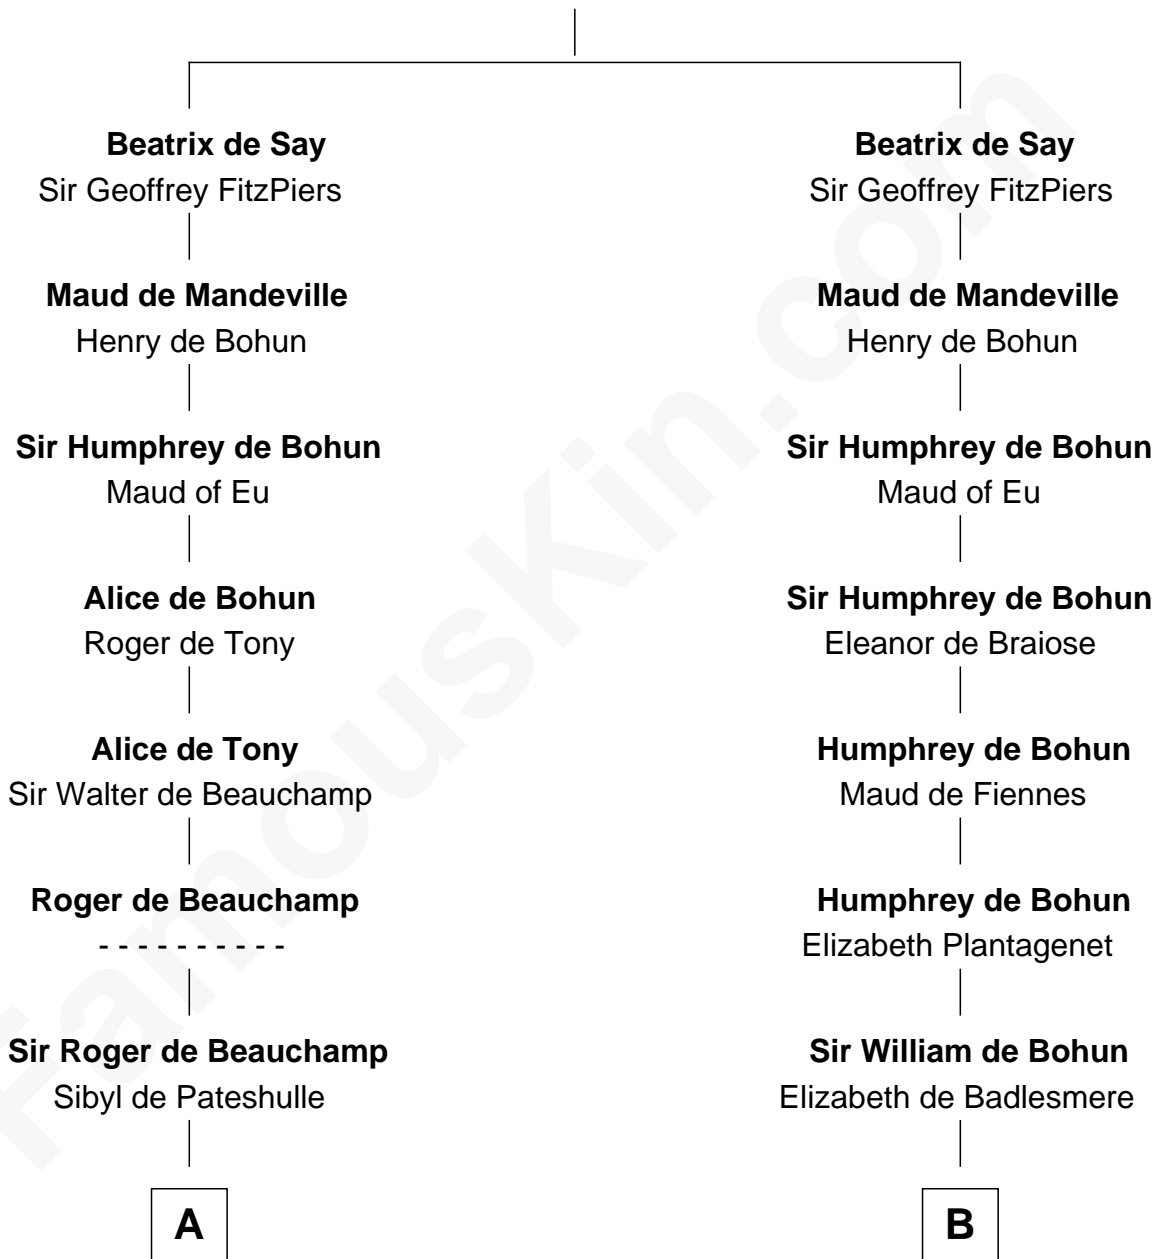 Beatrix de Say
Sir Geoffrey FitzPiers
Maud de Mandeville
Henry de Bohun
Sir Humphrey de Bohun
Maud of Eu
Alice de Bohun
Roger de Tony
Alice de Tony
Sir Walter de Beauchamp
Roger de Beauchamp
- - - - - - - - - -
Sir Roger de Beauchamp
Sibyl de Pateshulle
A
Beatrix de Say
Sir Geoffrey FitzPiers
Maud de Mandeville
Henry de Bohun
Sir Humphrey de Bohun
Maud of Eu
Sir Humphrey de Bohun
Eleanor de Braiose
Humphrey de Bohun
Maud de Fiennes
Humphrey de Bohun
Elizabeth Plantagenet
Sir William de Bohun
Elizabeth de Badlesmere
B
FamousKin.com